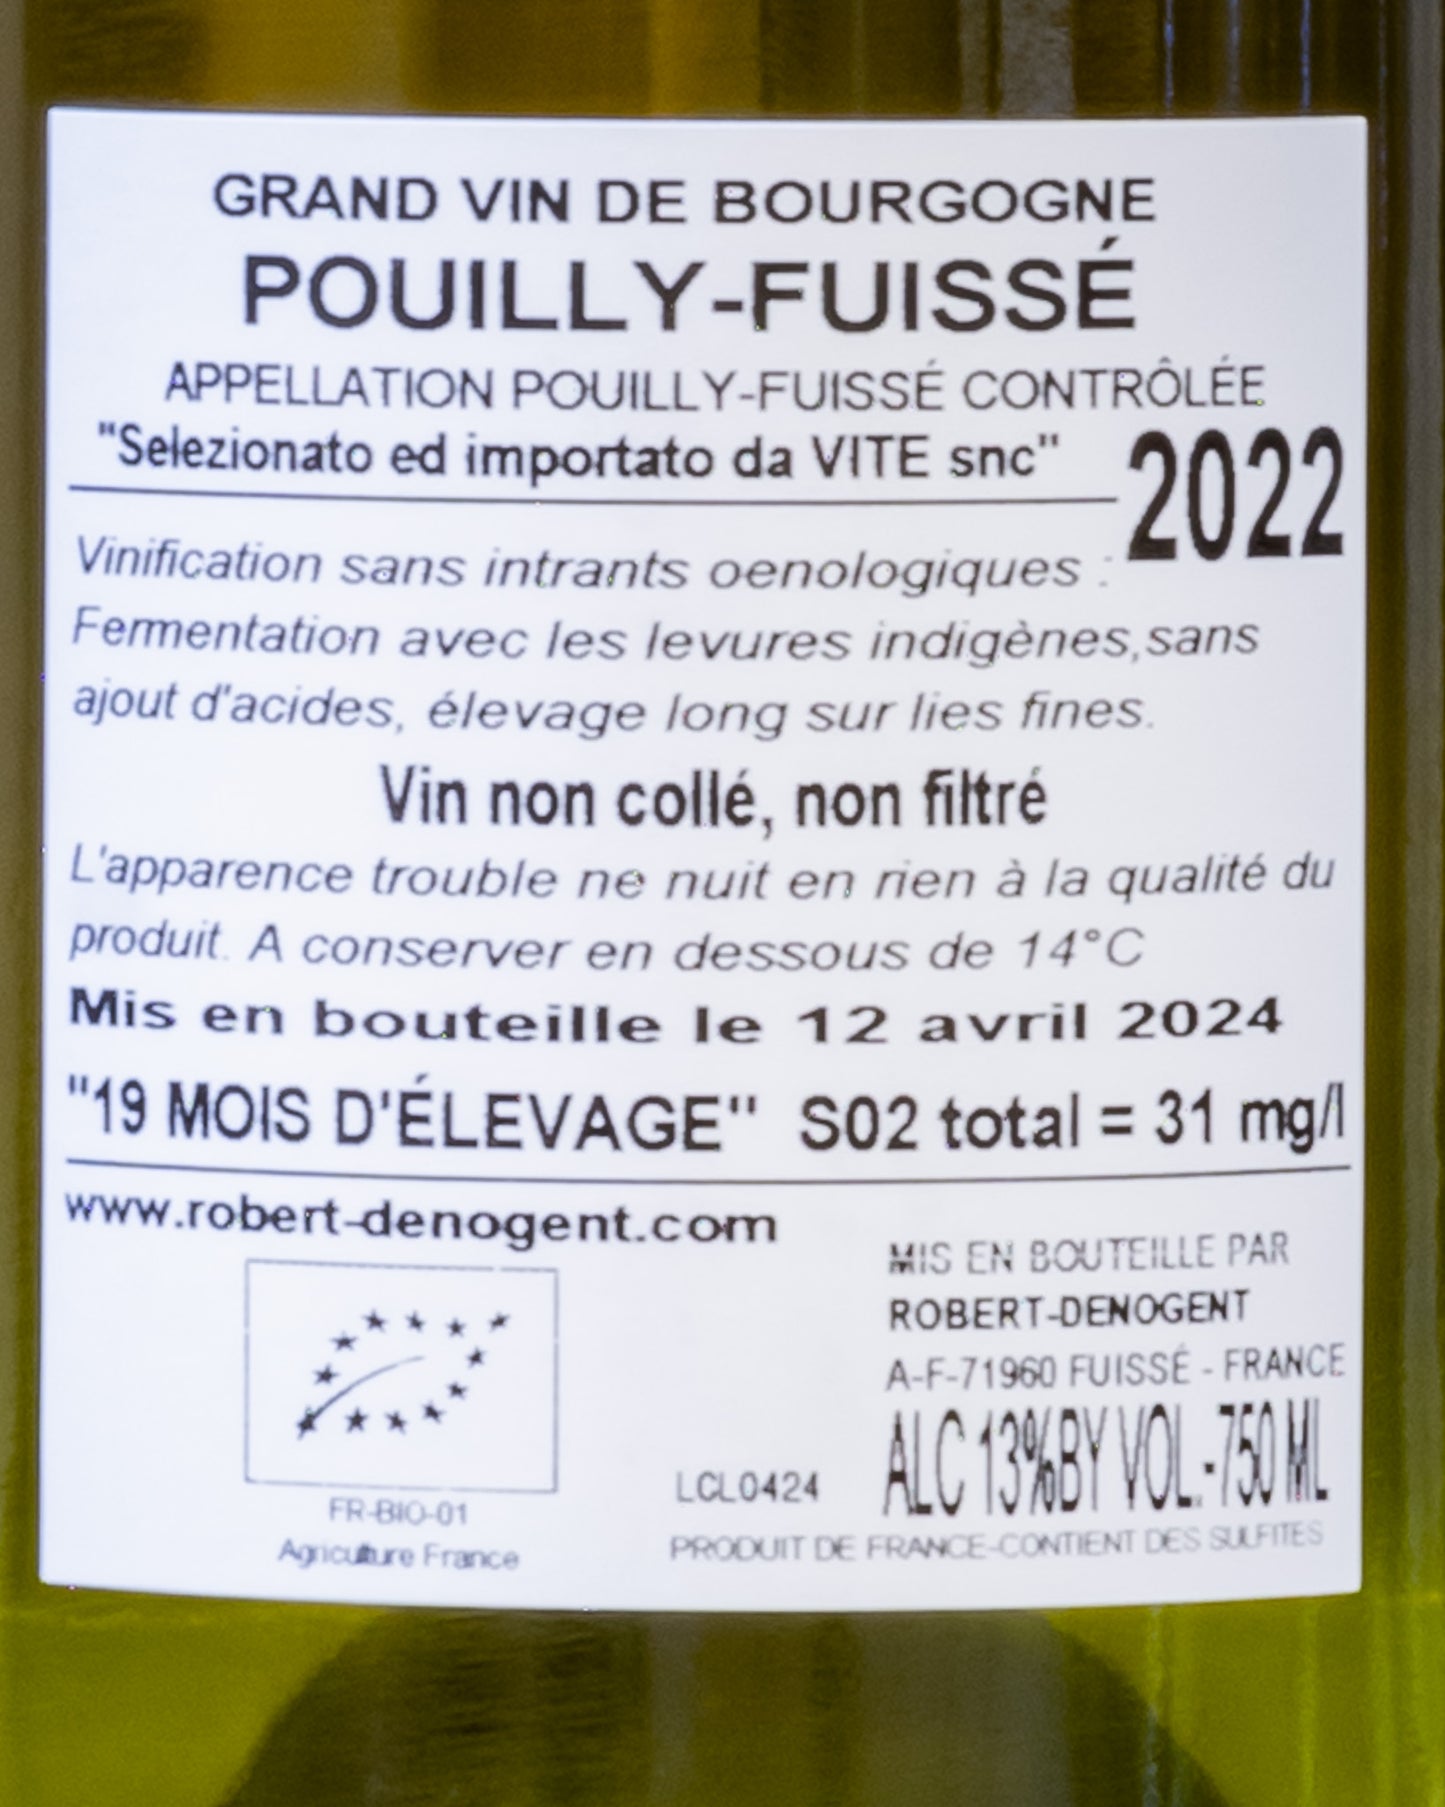 GRAND VIN DE BOURGOGNE
POUILLY-FUISSÉ
APPELLATION POUILLY-FUISSÉ CONTRÔLÉE
"Selezionato ed importato da VITE snc"
2022
Vinification sans intrants oenologiques :
Fermentation avec les levures indigènes,sans
ajout d'acides, élevage long sur lies fines.
Vin non collé, non filtré
L'apparence trouble ne nuit en rien à la qualité du
produit. A conserver en dessous de 14°C
Mis en bouteille le 12 avril 2024
"19 MOIS D'ÉLEVAGE" S02 total = 31 mg/l
www.robert-denogent.com
MIS EN BOUTEILLE PAR
ROBERT-DENOGENT
A-F-71960 FUISSÉ - FRANCE
ALC 13%BY VOL.-750 ML
LCL0424
PRODUIT DE FRANCE-CONTIENT DES SULFITES
FR-BIO-01
Agriculture France